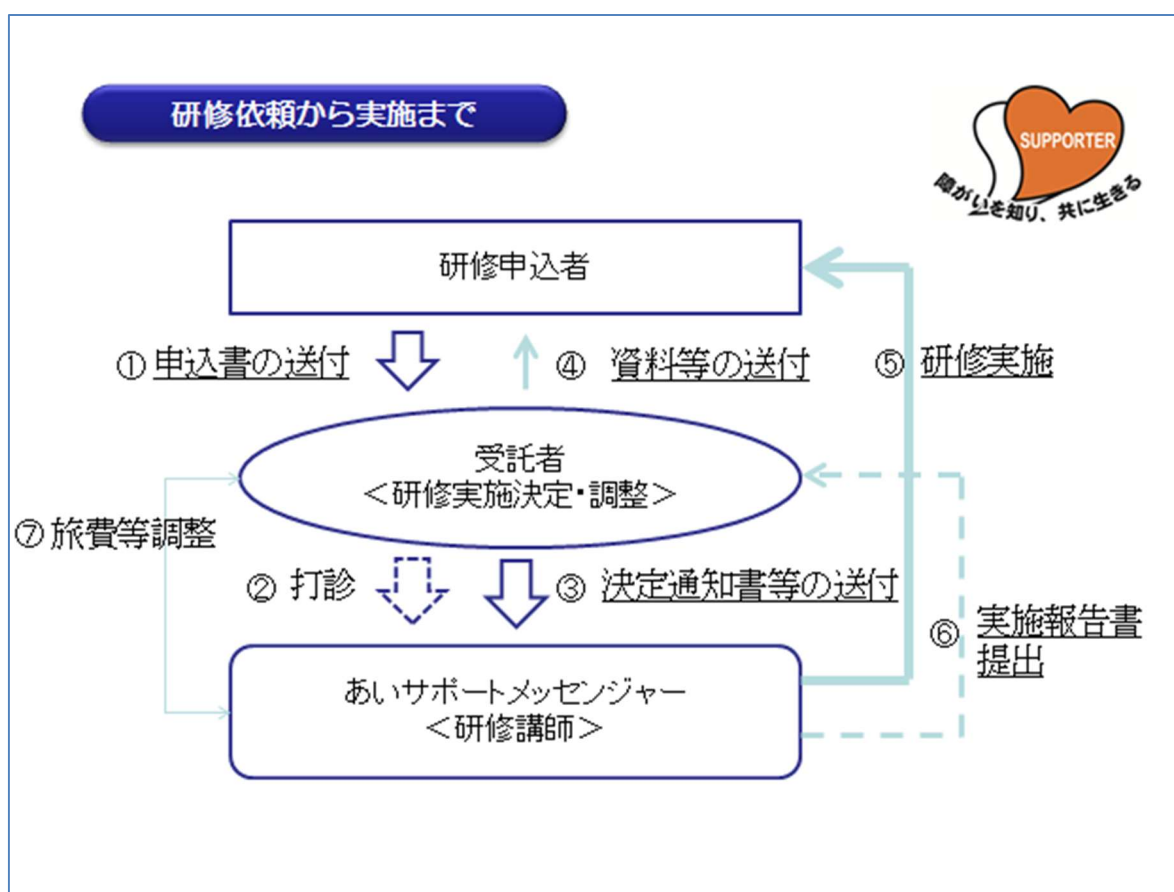 研修依頼から実施まで
SUPPORTER
障がいを知り、共に生きる
研修申込者
① 申込書の送付
④ 資料等の送付
⑤ 研修実施
受託者
＜研修実施決定・調整＞
⑦ 旅費等調整
② 打診
③ 決定通知書等の送付
⑥ 実施報告書
提出
あいサポートメッセンジャー
＜研修講師＞